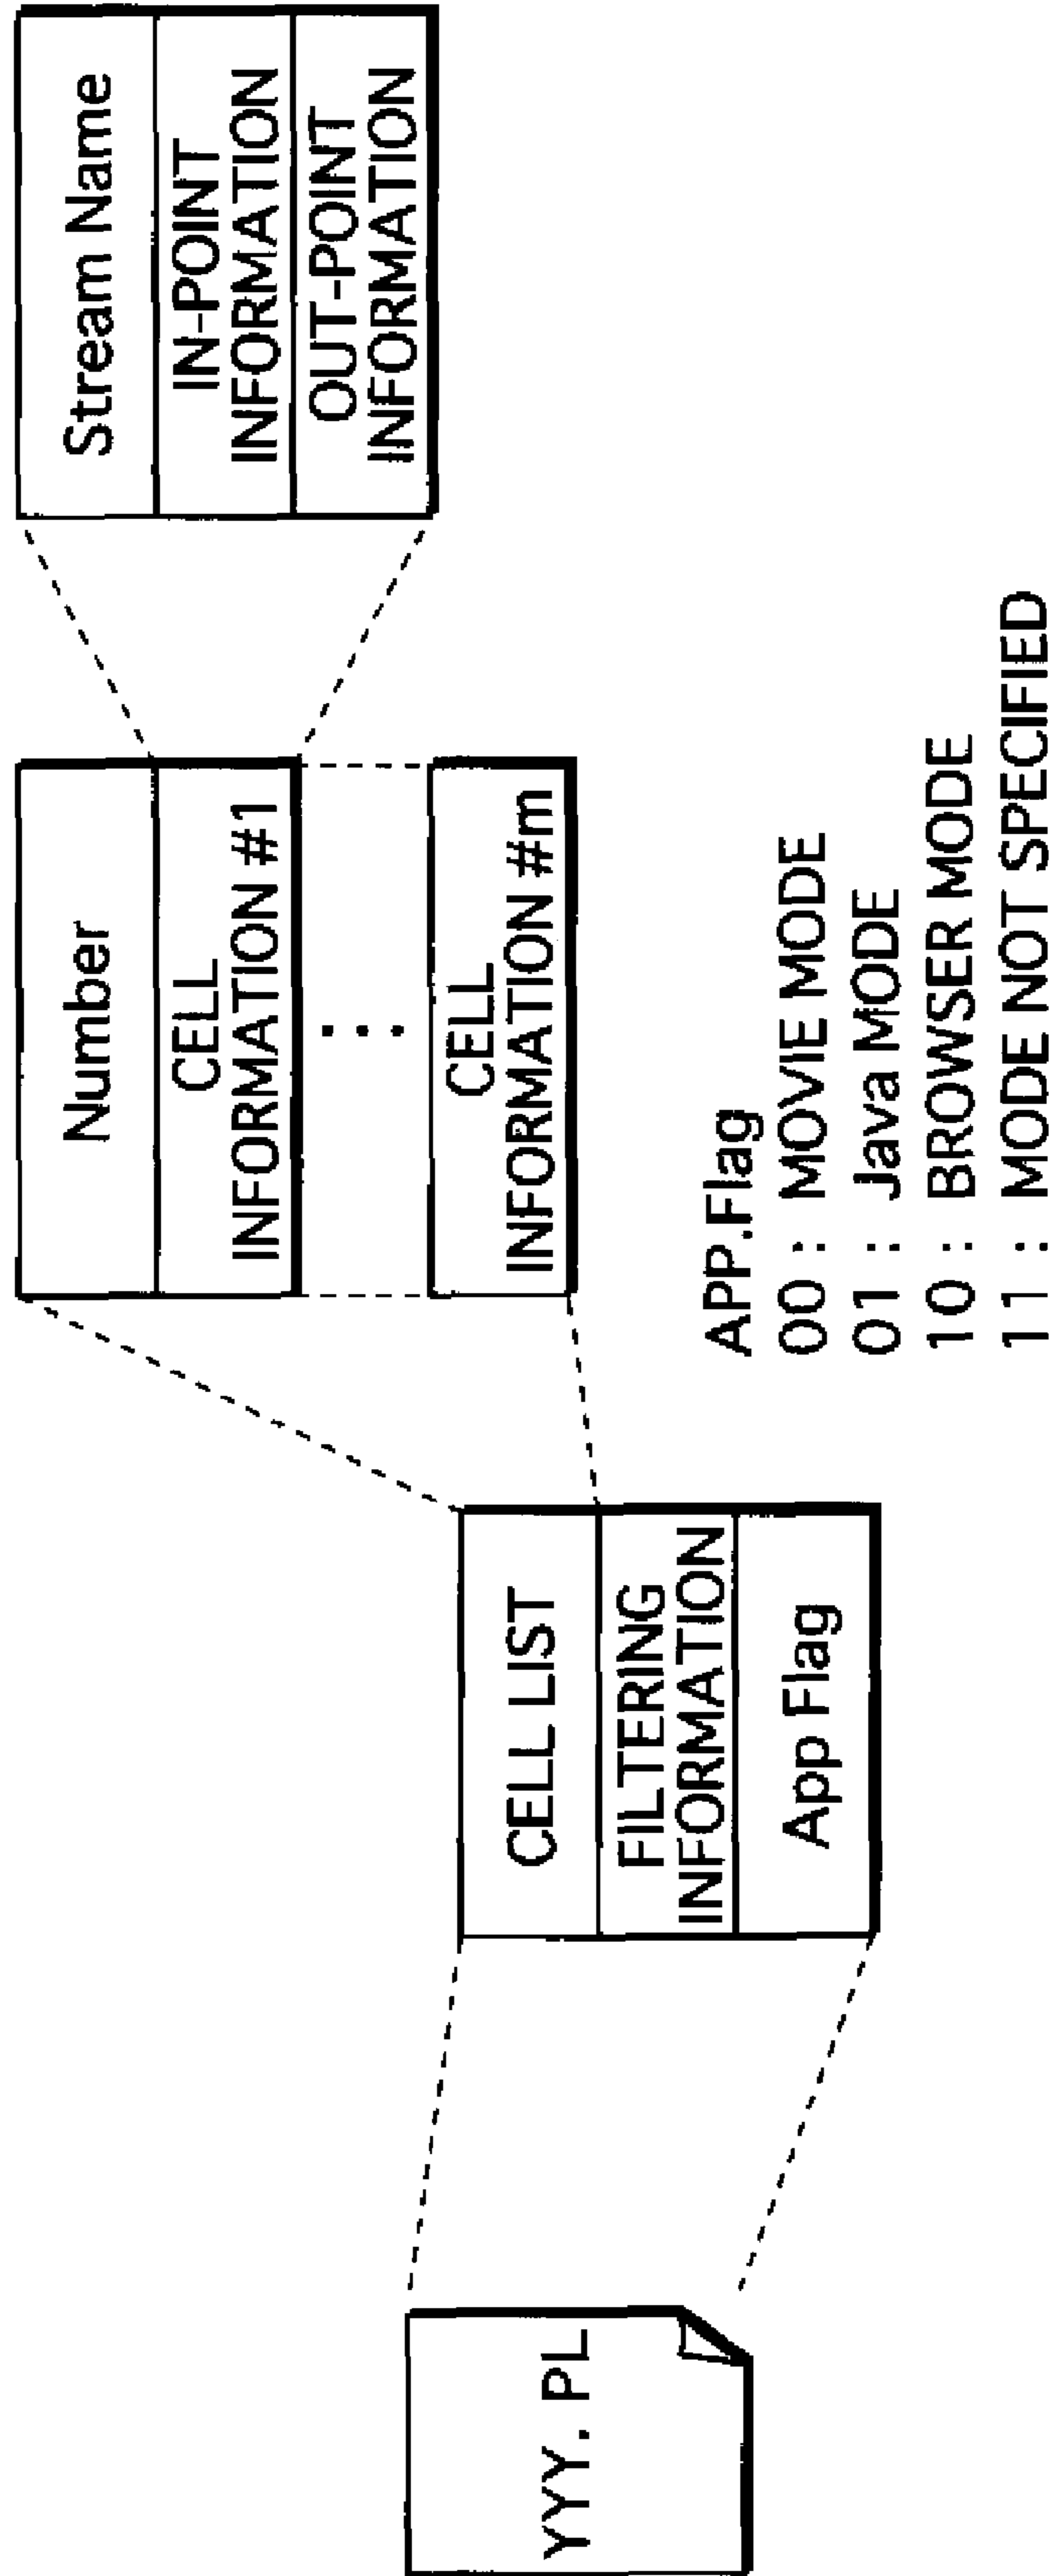 YYY. PL
CELL LIST
FILTERING
INFORMATION
App Flag
Number
CELL
INFORMATION #1
...
CELL
INFORMATION #m
Stream Name
IN-POINT
INFORMATION
OUT-POINT
INFORMATION
APP.Flag
00 : MOVIE MODE
01 : Java MODE
10 : BROWSER MODE
11 : MODE NOT SPECIFIED